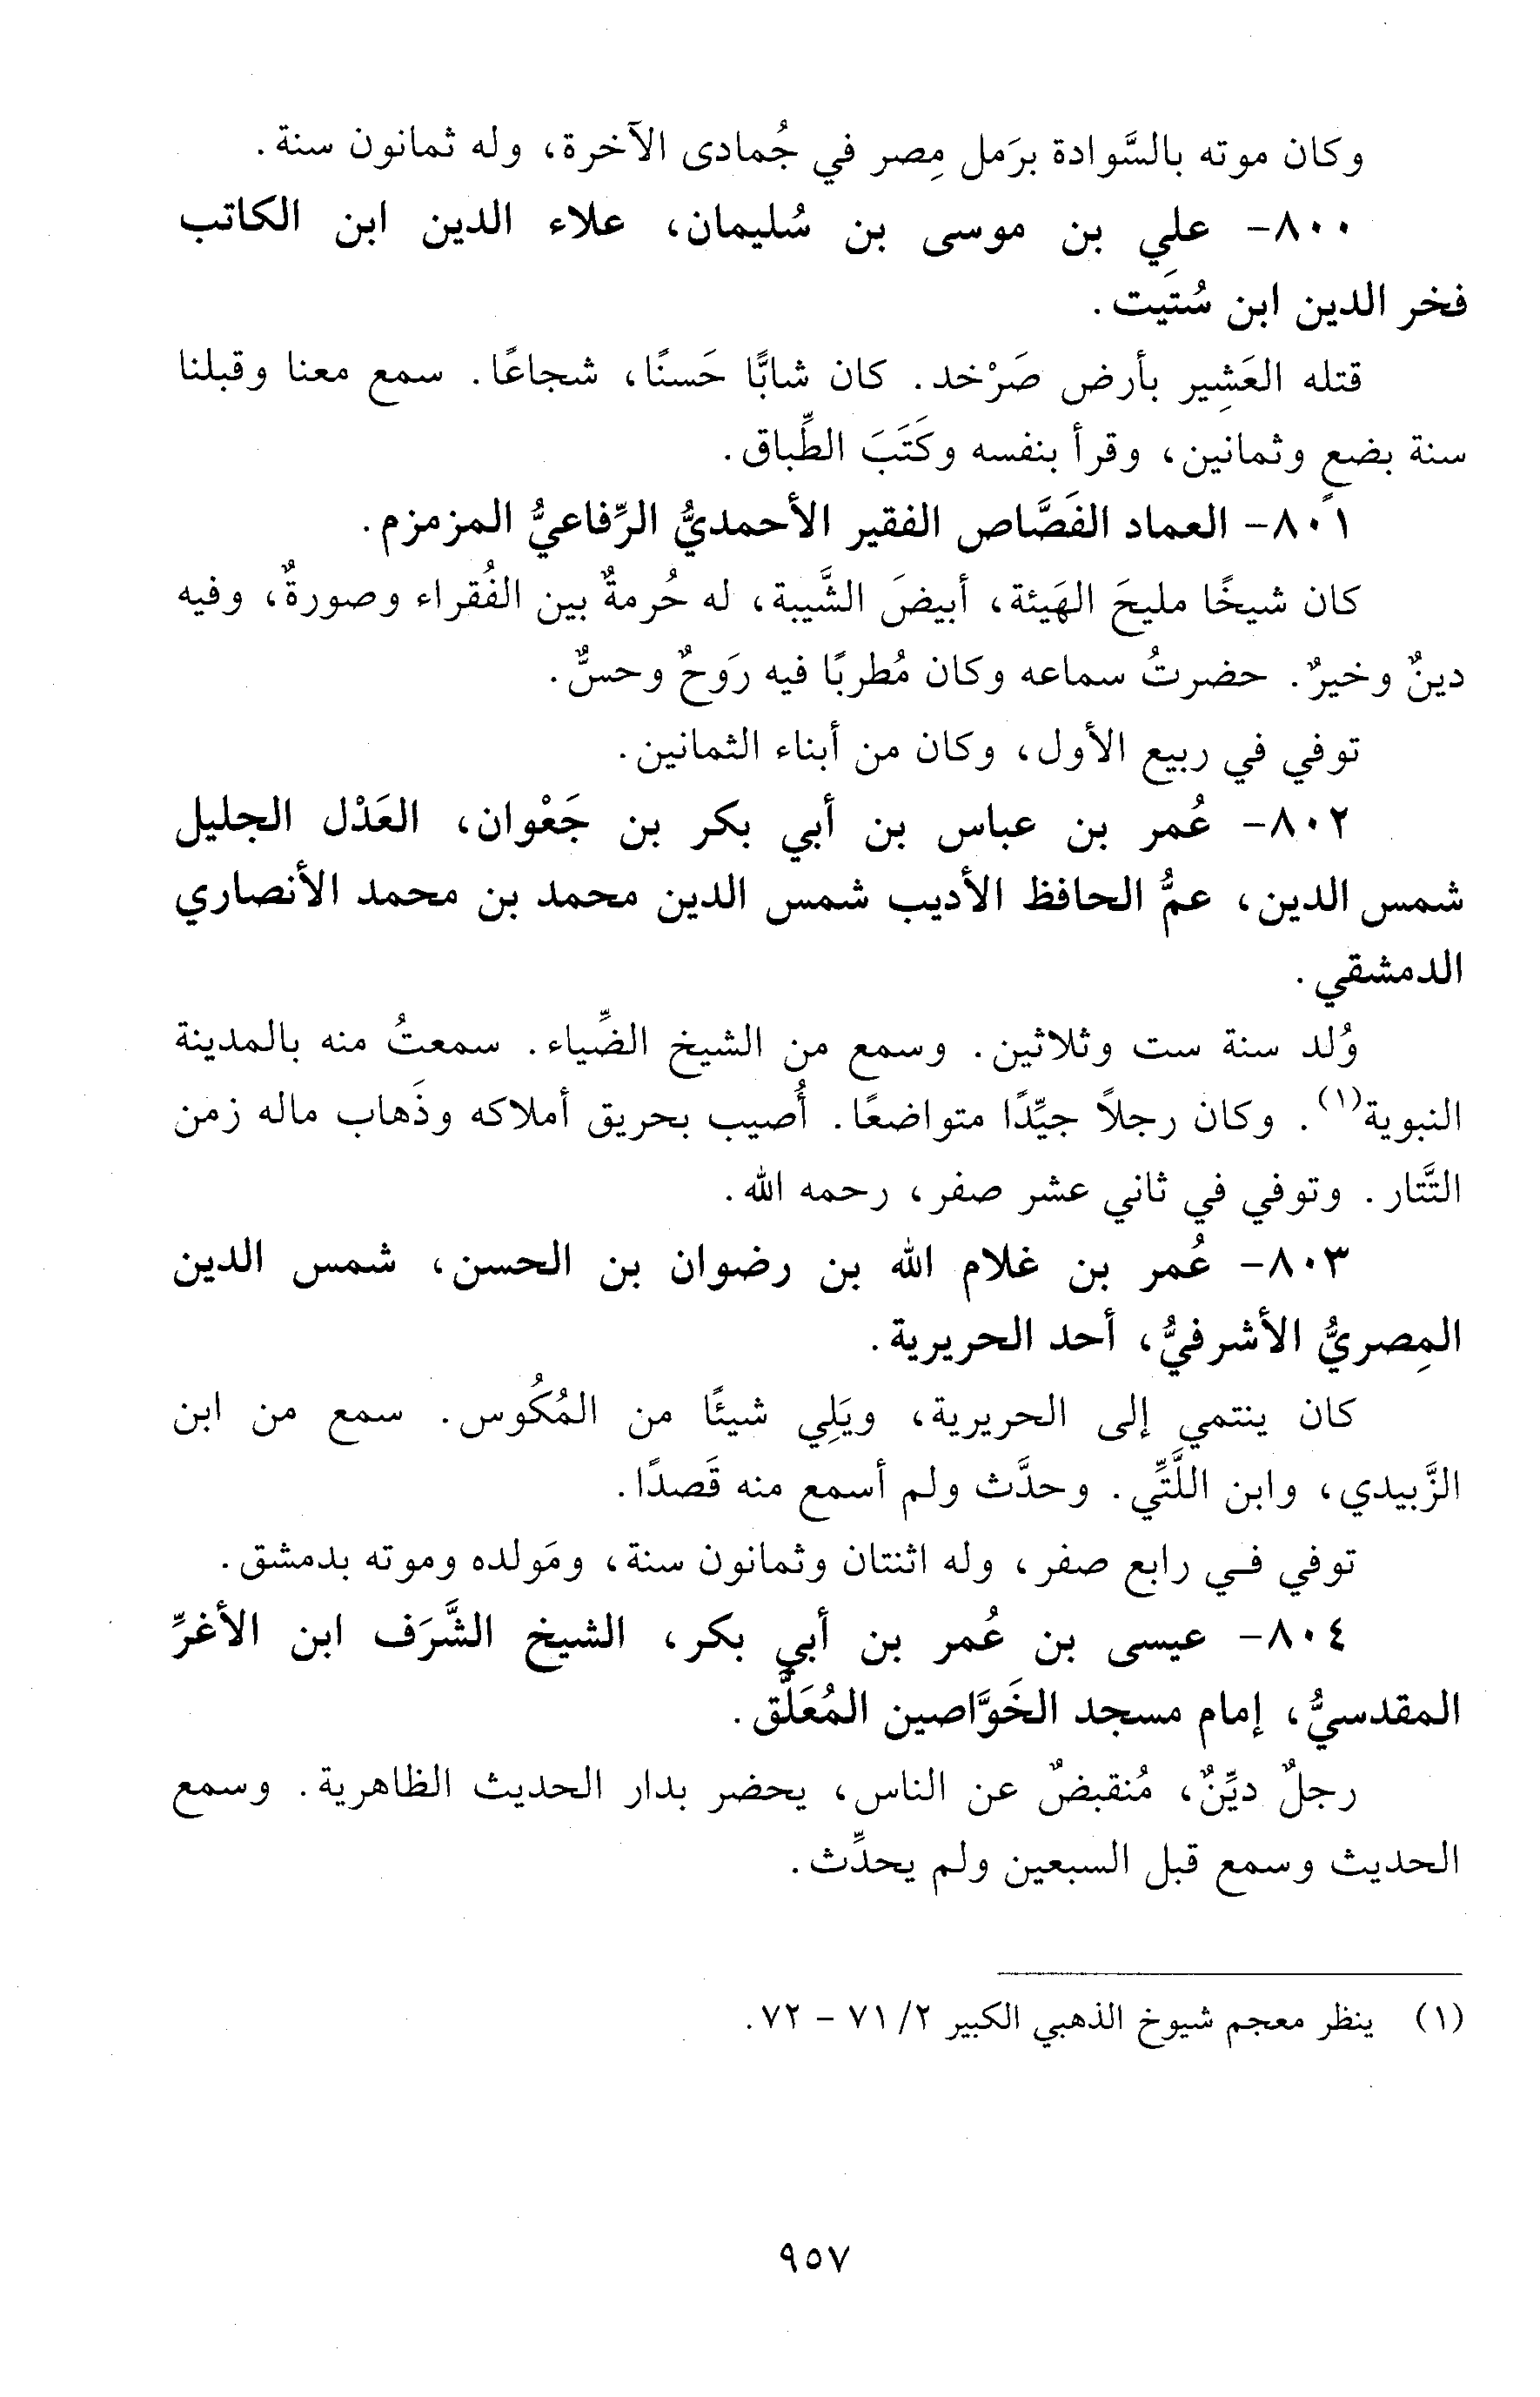 وكان موته بالسَّوادة برَمل مِصر في جُمادى الآخرة، وله ثمانون سنة.
٨٠٠- علي بن موسى بن سُليمان، علاء الدين ابن الكاتب
فخر الدين ابن سُتَيت.
قتله العَشِير بأرض صَرْخد. كان شابًّا حَسنًا، شجاعًا. سمع معنا وقبلنا
سنة بضعٍ وثمانين، وقرأ بنفسه وكَتَبَ الطِّباق.
٨٠١- العماد القَصَّاص الفقير الأحمديُّ الرِّفاعيُّ المزمزم.
كان شيخًا مليحَ الهَيئة، أبيضَ الشَّيبة، له حُرمةٌ بين الفُقراء وصورةٌ، وفيه
دينٌ وخيرٌ. حضرتُ سماعه وكان مُطربًا فيه رَوحٌ وحسٌّ.
توفي في ربيع الأول، وكان من أبناء الثمانين.
٨٠٢- عُمر بن عباس بن أبي بكر بن جَعْوان، العَدْل الجليل
شمس الدين، عمُّ الحافظ الأديب شمس الدين محمد بن محمد الأنصاري
الدمشقي.
وُلد سنة ست وثلاثين. وسمع من الشيخ الضِّياء. سمعتُ منه بالمدينة
النبوية(١). وكان رجلاً جيِّدًا متواضعًا. أُصيب بحريق أملاكه وذَهاب ماله زمن
التَّتار. وتوفي في ثاني عشر صفر، رحمه الله.
٨٠٣- عُمر بن غلام الله بن رضوان بن الحسن، شمس الدين
المِصريُّ الأشرفيُّ، أحد الحريرية.
كان ينتمي إلى الحريرية، ويَلِي شيئًا من المُكُوس. سمع من ابن
الزَّبيدي، وابن اللَّتِّي. وحدَّث ولم أسمع منه قَصدًا.
توفي في رابع صفر، وله اثنتان وثمانون سنة، ومَولده وموته بدمشق.
٨٠٤- عيسى بن عُمر بن أبي بكر، الشيخ الشَّرَف ابن الأغرِّ
المقدسيُّ، إمام مسجد الخَوَّاصين المُعَلَّق.
رجلٌ ديِّنٌ، مُنقبضٌ عن الناس، يحضر بدار الحديث الظاهرية. وسمع
الحديث وسمع قبل السبعين ولم يحدِّث.
(١) ينظر معجم شيوخ الذهبي الكبير ٢/ ٧١ - ٧٢.
٩٥٧